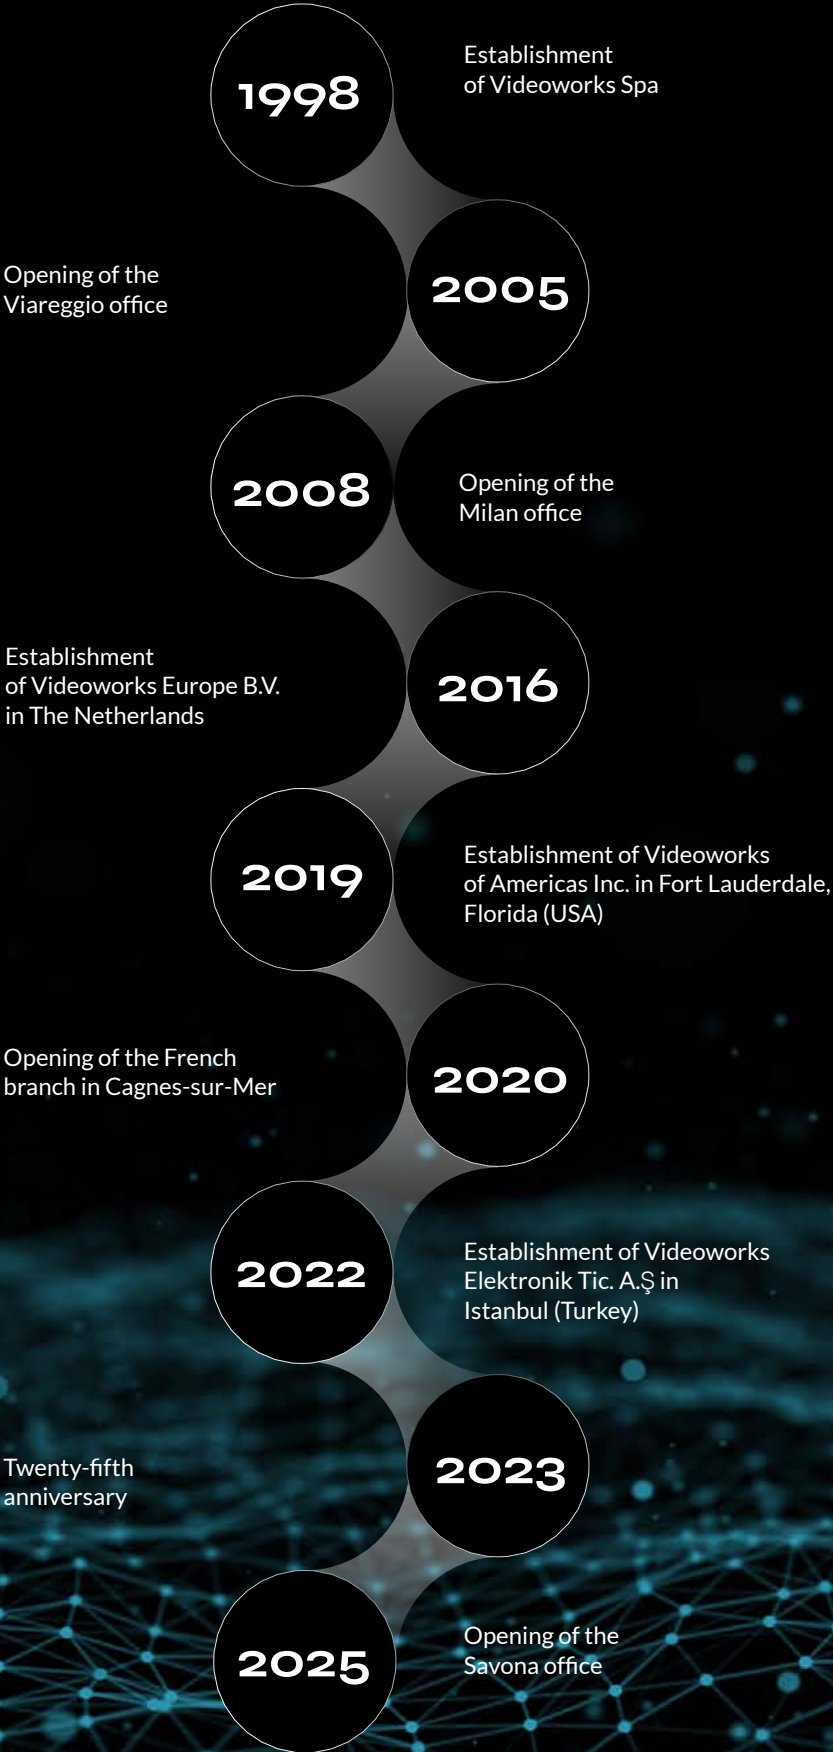 1998
Establishment
of Videoworks Spa
Opening of the
Viareggio office
2005
2008
Opening of the
Milan office
Establishment
of Videoworks Europe B.V.
in The Netherlands
2016
2019
Establishment of Videoworks
of Americas Inc. in Fort Lauderdale,
Florida (USA)
Opening of the French
branch in Cagnes-sur-Mer
2020
2022
Establishment of Videoworks
Elektronik Tic. A.Ş in
Istanbul (Turkey)
Twenty-fifth
anniversary
2023
2025
Opening of the
Savona office